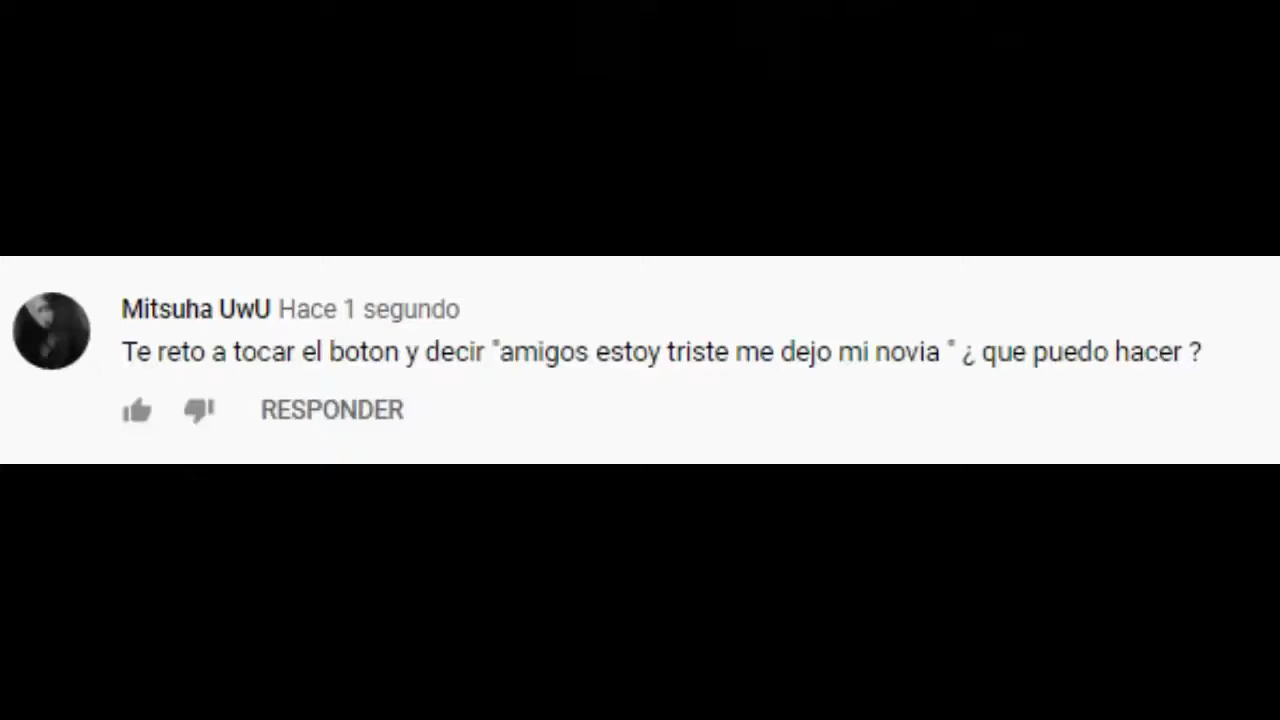 Mitsuha UwU Hace 1 segundo
Te reto a tocar el boton y decir "amigos estoy triste me dejo mi novia " ¿ que puedo hacer ?
RESPONDER